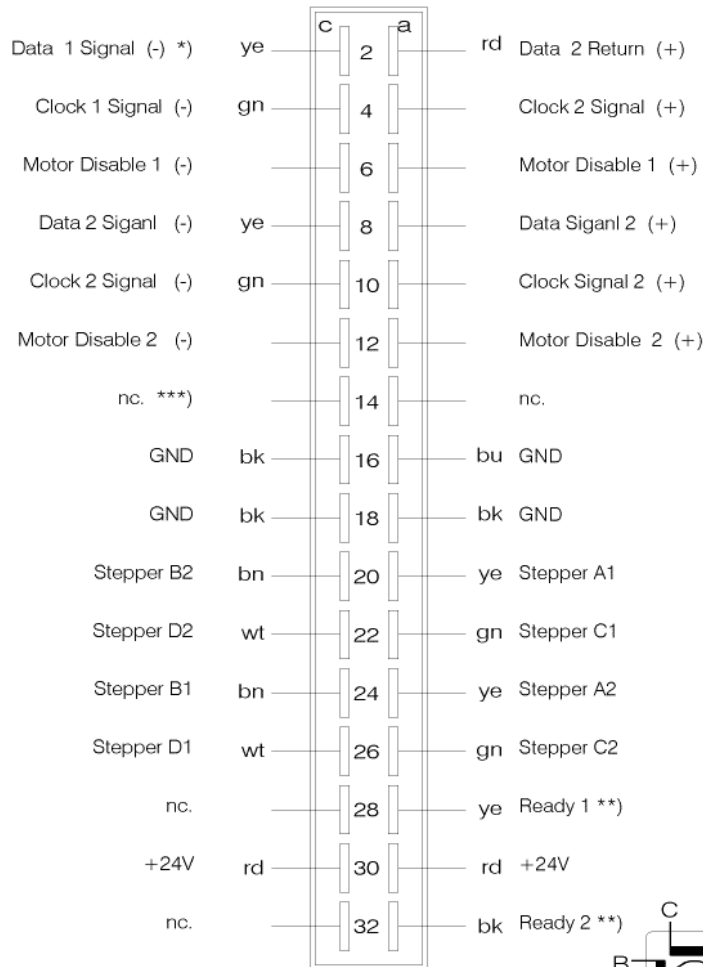 c a
Data 1 Signal (-) *) ye 2 rd Data 2 Return (+)
Clock 1 Signal (-) gn 4 Clock 2 Signal (+)
Motor Disable 1 (-) 6 Motor Disable 1 (+)
Data 2 Siganl (-) ye 8 Data Siganl 2 (+)
Clock 2 Signal (-) gn 10 Clock Signal 2 (+)
Motor Disable 2 (-) 12 Motor Disable 2 (+)
nc. ***) 14 nc.
GND bk 16 bu GND
GND bk 18 bk GND
Stepper B2 bn 20 ye Stepper A1
Stepper D2 wt 22 gn Stepper C1
Stepper B1 bn 24 ye Stepper A2
Stepper D1 wt 26 gn Stepper C2
nc. 28 ye Ready 1 **)
+24V rd 30 rd +24V
nc. 32 bk Ready 2 **)
C
B